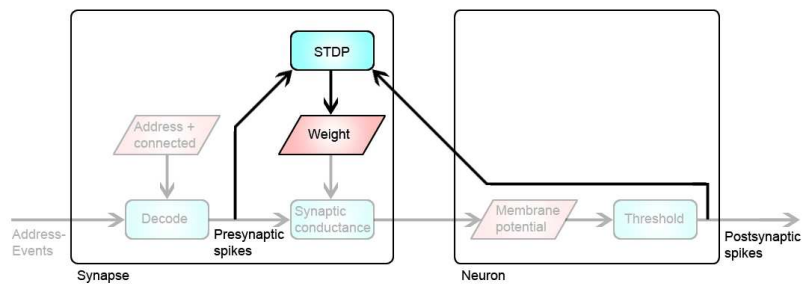 STDP
Address +
connected
Weight
Decode
Synaptic
conductance
Membrane
potential
Threshold
Address-
Events
Presynaptic
spikes
Postsynaptic
spikes
Synapse
Neuron